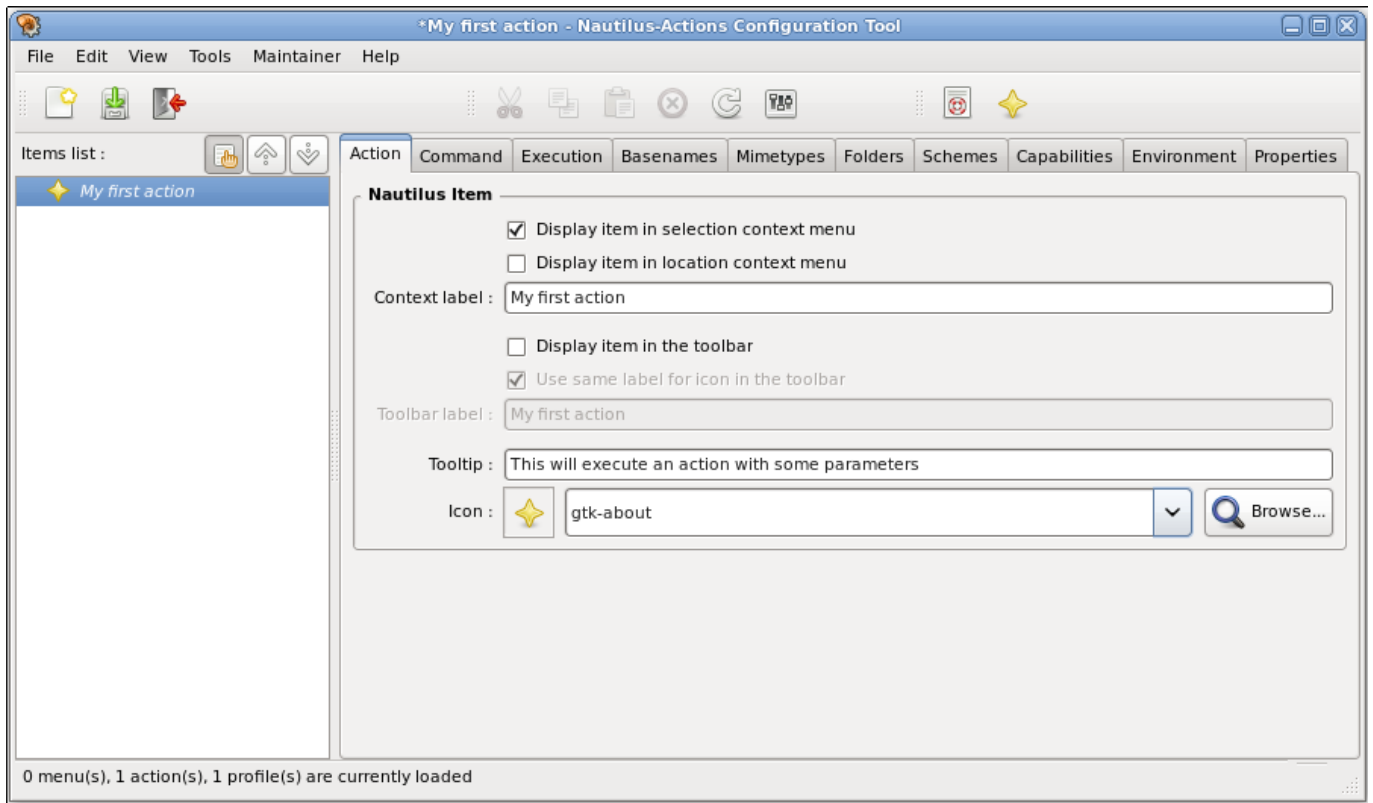 *My first action - Nautilus-Actions Configuration Tool
File Edit View Tools Maintainer Help
Items list :
My first action
Action Command Execution Basenames Mimetypes Folders Schemes Capabilities Environment Properties
Nautilus Item
Display item in selection context menu
Display item in location context menu
Context label : My first action
Display item in the toolbar
Use same label for icon in the toolbar
Toolbar label : My first action
Tooltip : This will execute an action with some parameters
Icon : gtk-about Browse...
0 menu(s), 1 action(s), 1 profile(s) are currently loaded